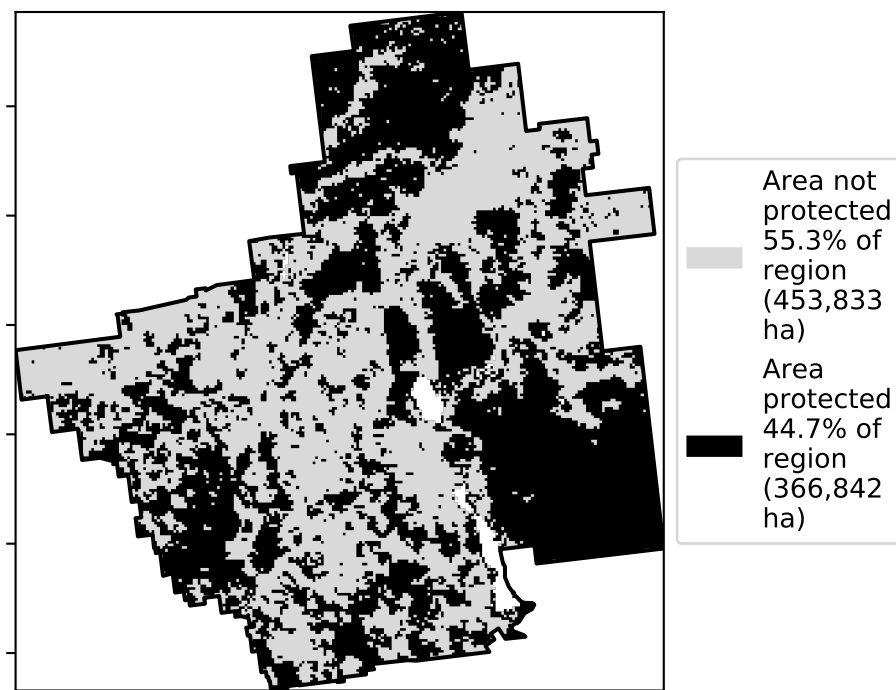 Area not
protected
55.3% of
region
(453,833
ha)
Area
protected
44.7% of
region
(366,842
ha)